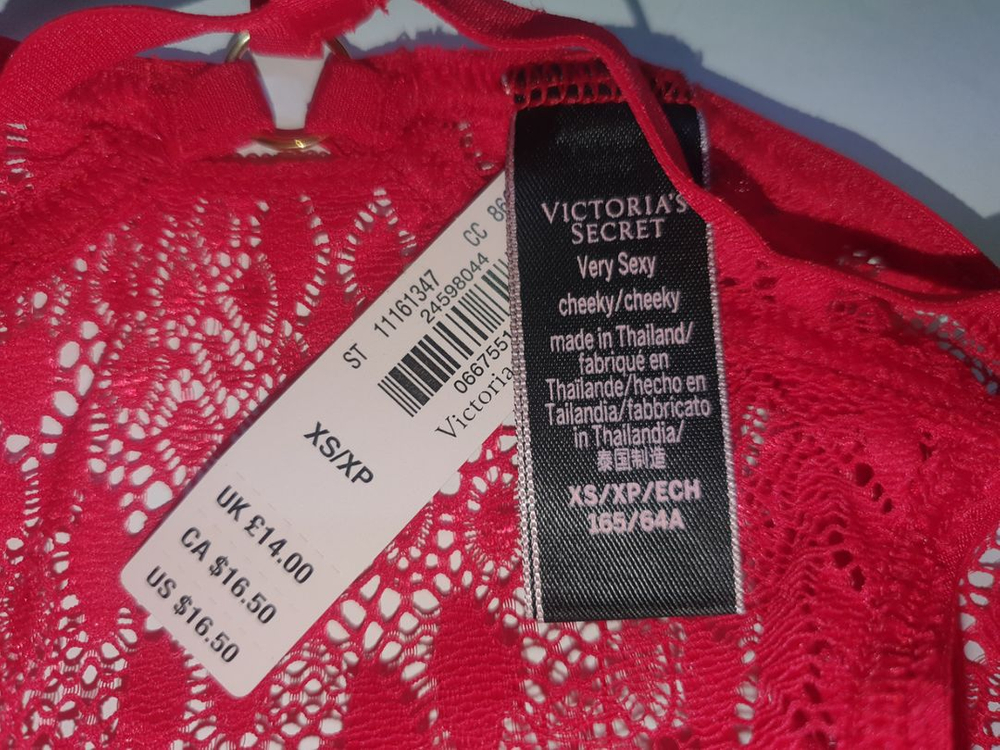 ST 11161347 CC 86
24598044
0667551
Victoria
XS/XP
UK £14.00
CA $16.50
US $16.50
VICTORIA'S
SECRET
Very Sexy
cheeky/cheeky
made in Thailand/
fabriqué en
Thaïlande/hecho en
Tailandia/fabbricato
in Thailandia/
泰国制造
XS/XP/ECH
165/64A